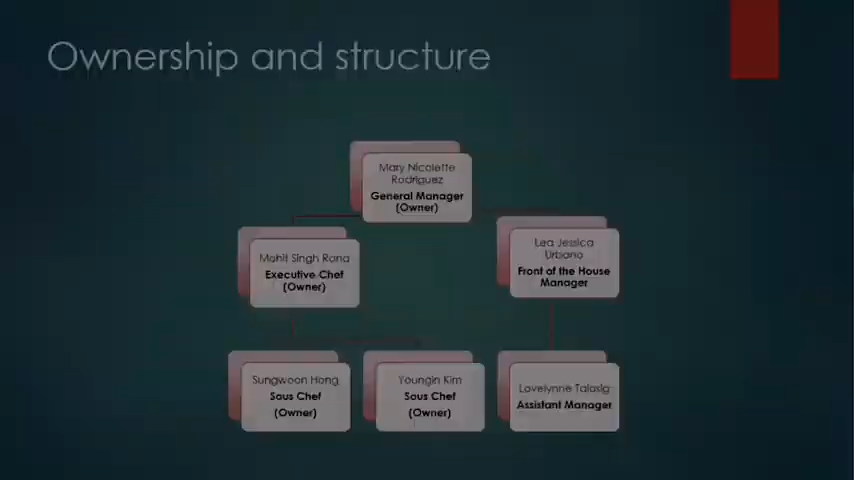 Ownership and structure
Mary Nicolette
Rodriguez
General Manager
(Owner)
Mohit Singh Rana
Executive Chef
(Owner)
Lea Jessica
Urbano
Front of the House
Manager
Sungwoon Hong
Sous Chef
(Owner)
Youngin Kim
Sous Chef
(Owner)
Lovelynne Talasig
Assistant Manager